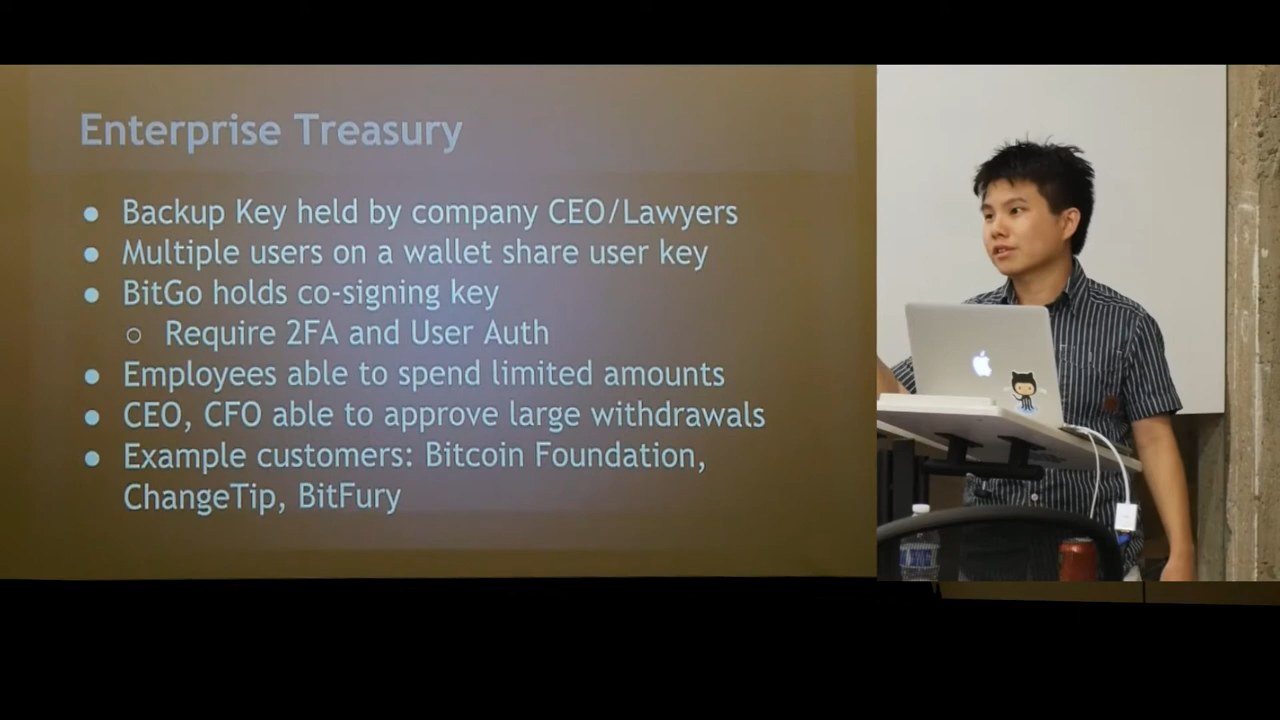 Enterprise Treasury
● Backup Key held by company CEO/Lawyers
● Multiple users on a wallet share user key
● BitGo holds co-signing key
○ Require 2FA and User Auth
● Employees able to spend limited amounts
● CEO, CFO able to approve large withdrawals
● Example customers: Bitcoin Foundation,
ChangeTip, BitFury